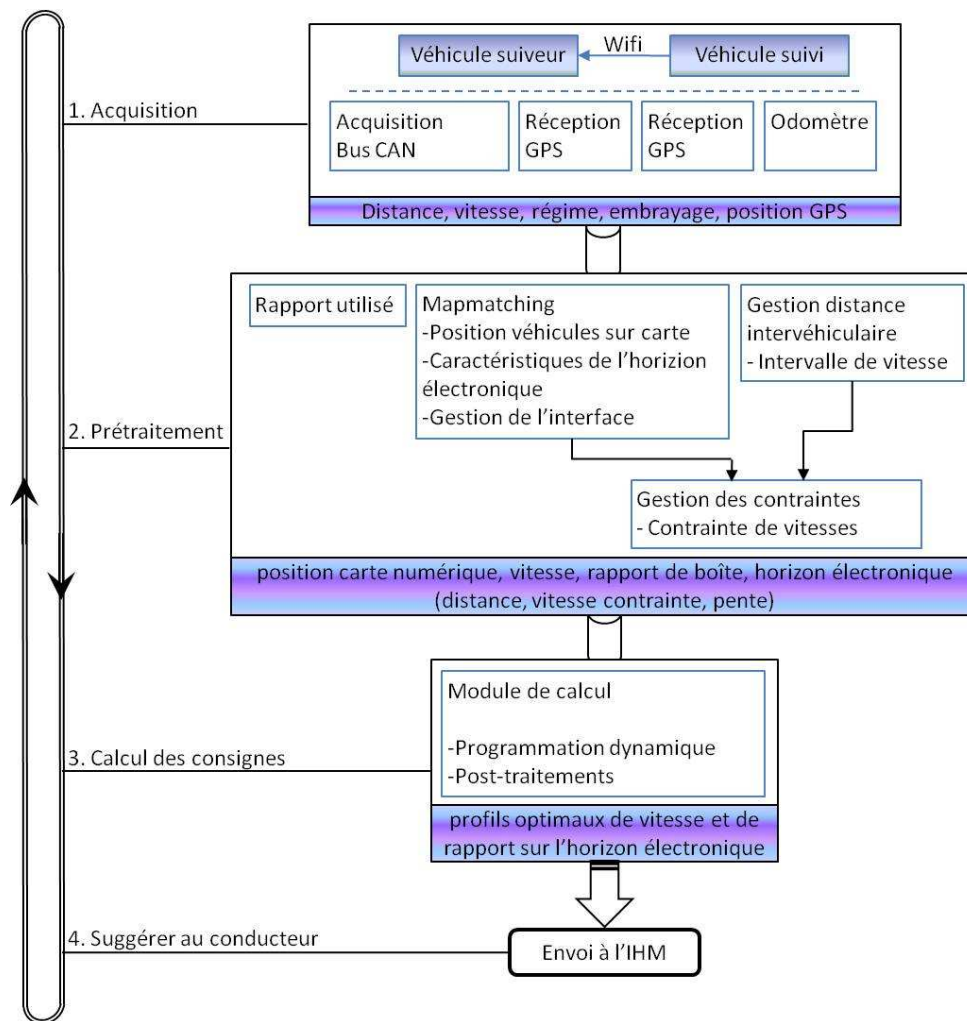 Véhicule suiveur
Wifi
Véhicule suivi
1. Acquisition
Acquisition
Bus CAN
Réception
GPS
Réception
GPS
Odomètre
Distance, vitesse, régime, embrayage, position GPS
Rapport utilisé
Mapmatching
-Position véhicules sur carte
-Caractéristiques de l'horizion
électronique
-Gestion de l'interface
Gestion distance
intervéhiculaire
- Intervalle de vitesse
2. Prétraitement
Gestion des contraintes
- Contrainte de vitesses
position carte numérique, vitesse, rapport de boîte, horizon électronique
(distance, vitesse contrainte, pente)
Module de calcul
-Programmation dynamique
-Post-traitements
3. Calcul des consignes
profils optimaux de vitesse et de
rapport sur l'horizon électronique
4. Suggérer au conducteur
Envoi à l'IHM